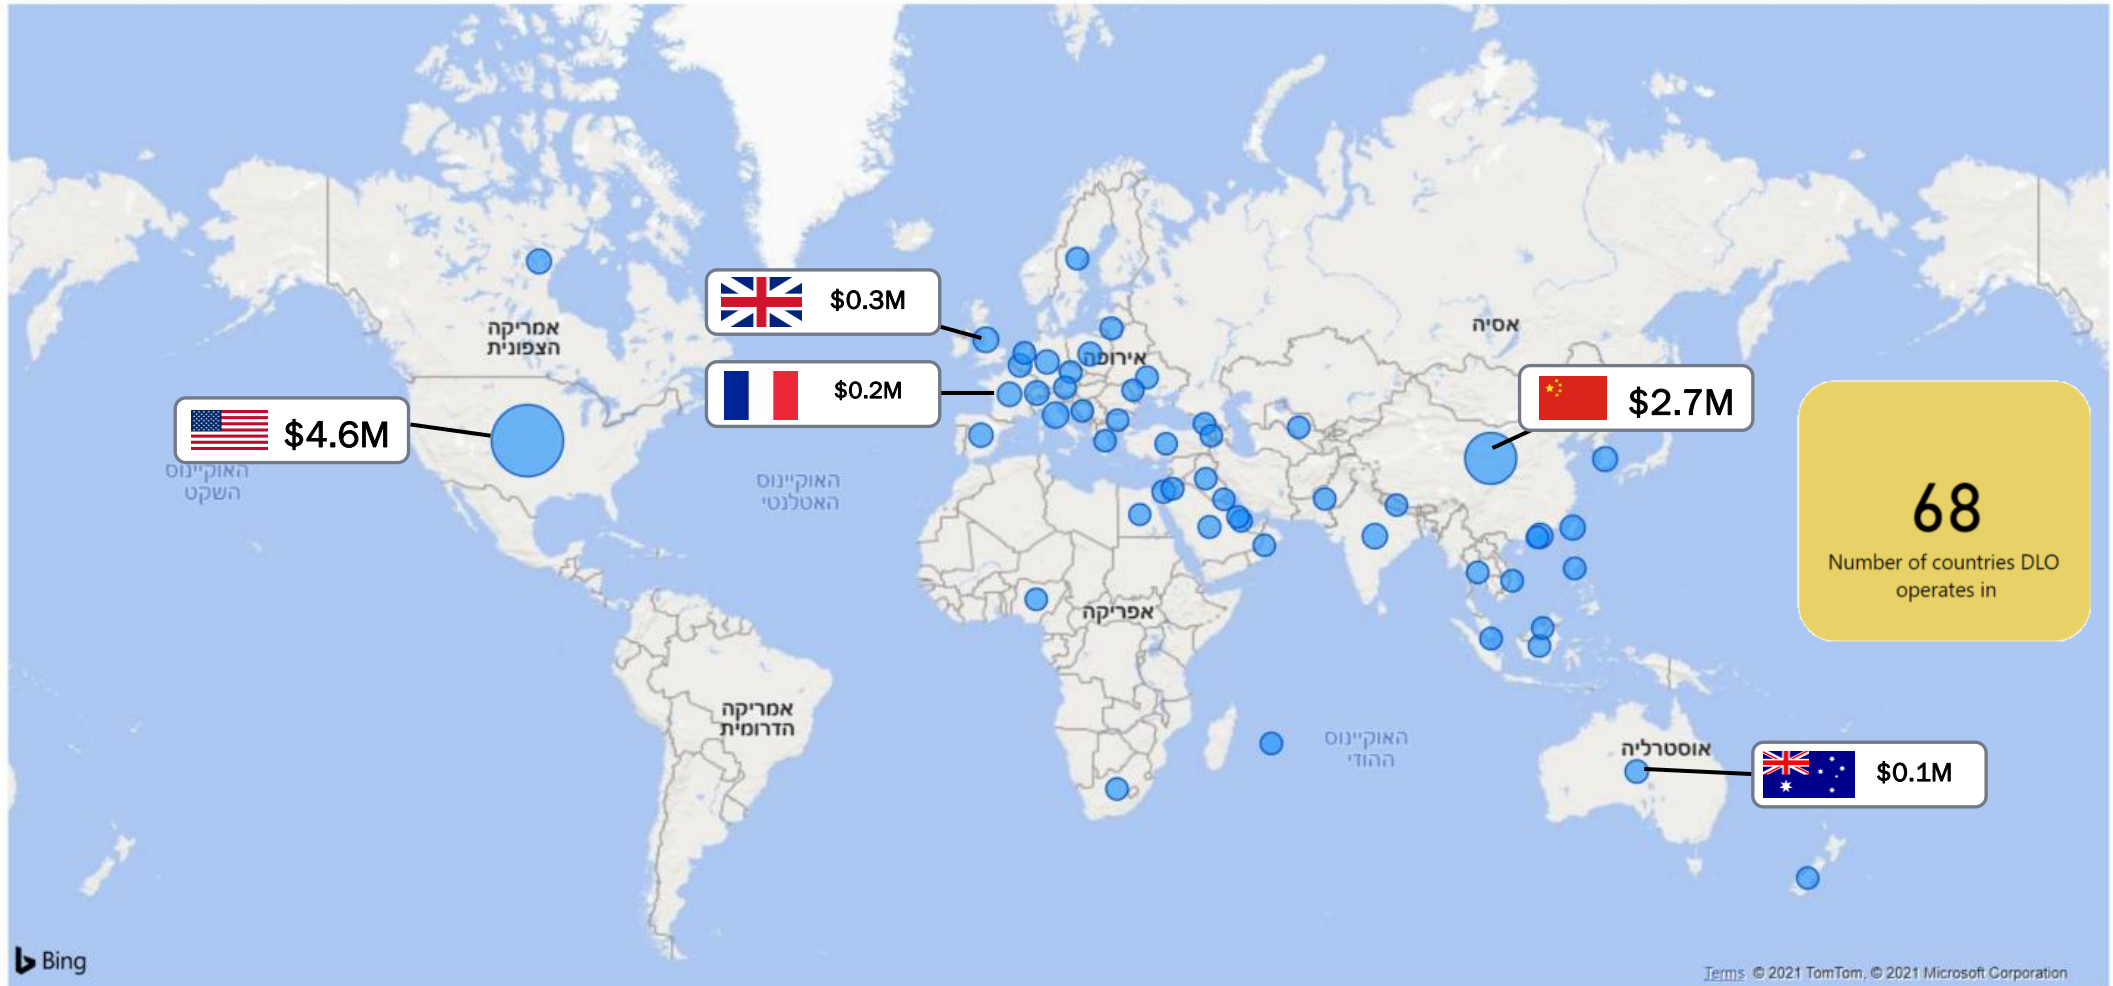 $0.3M
אמריקה
הצפונית
אסיה
אירופה
$0.2M
$2.7M
$4.6M
האוקיינוס
השקט
האוקיינוס
האטלנטי
68
Number of countries DLO
operates in
אפריקה
אמריקה
הדרומית
האוקיינוס
ההודי
אוסטרליה
$0.1M
Bing
Terms © 2021 TomTom, © 2021 Microsoft Corporation